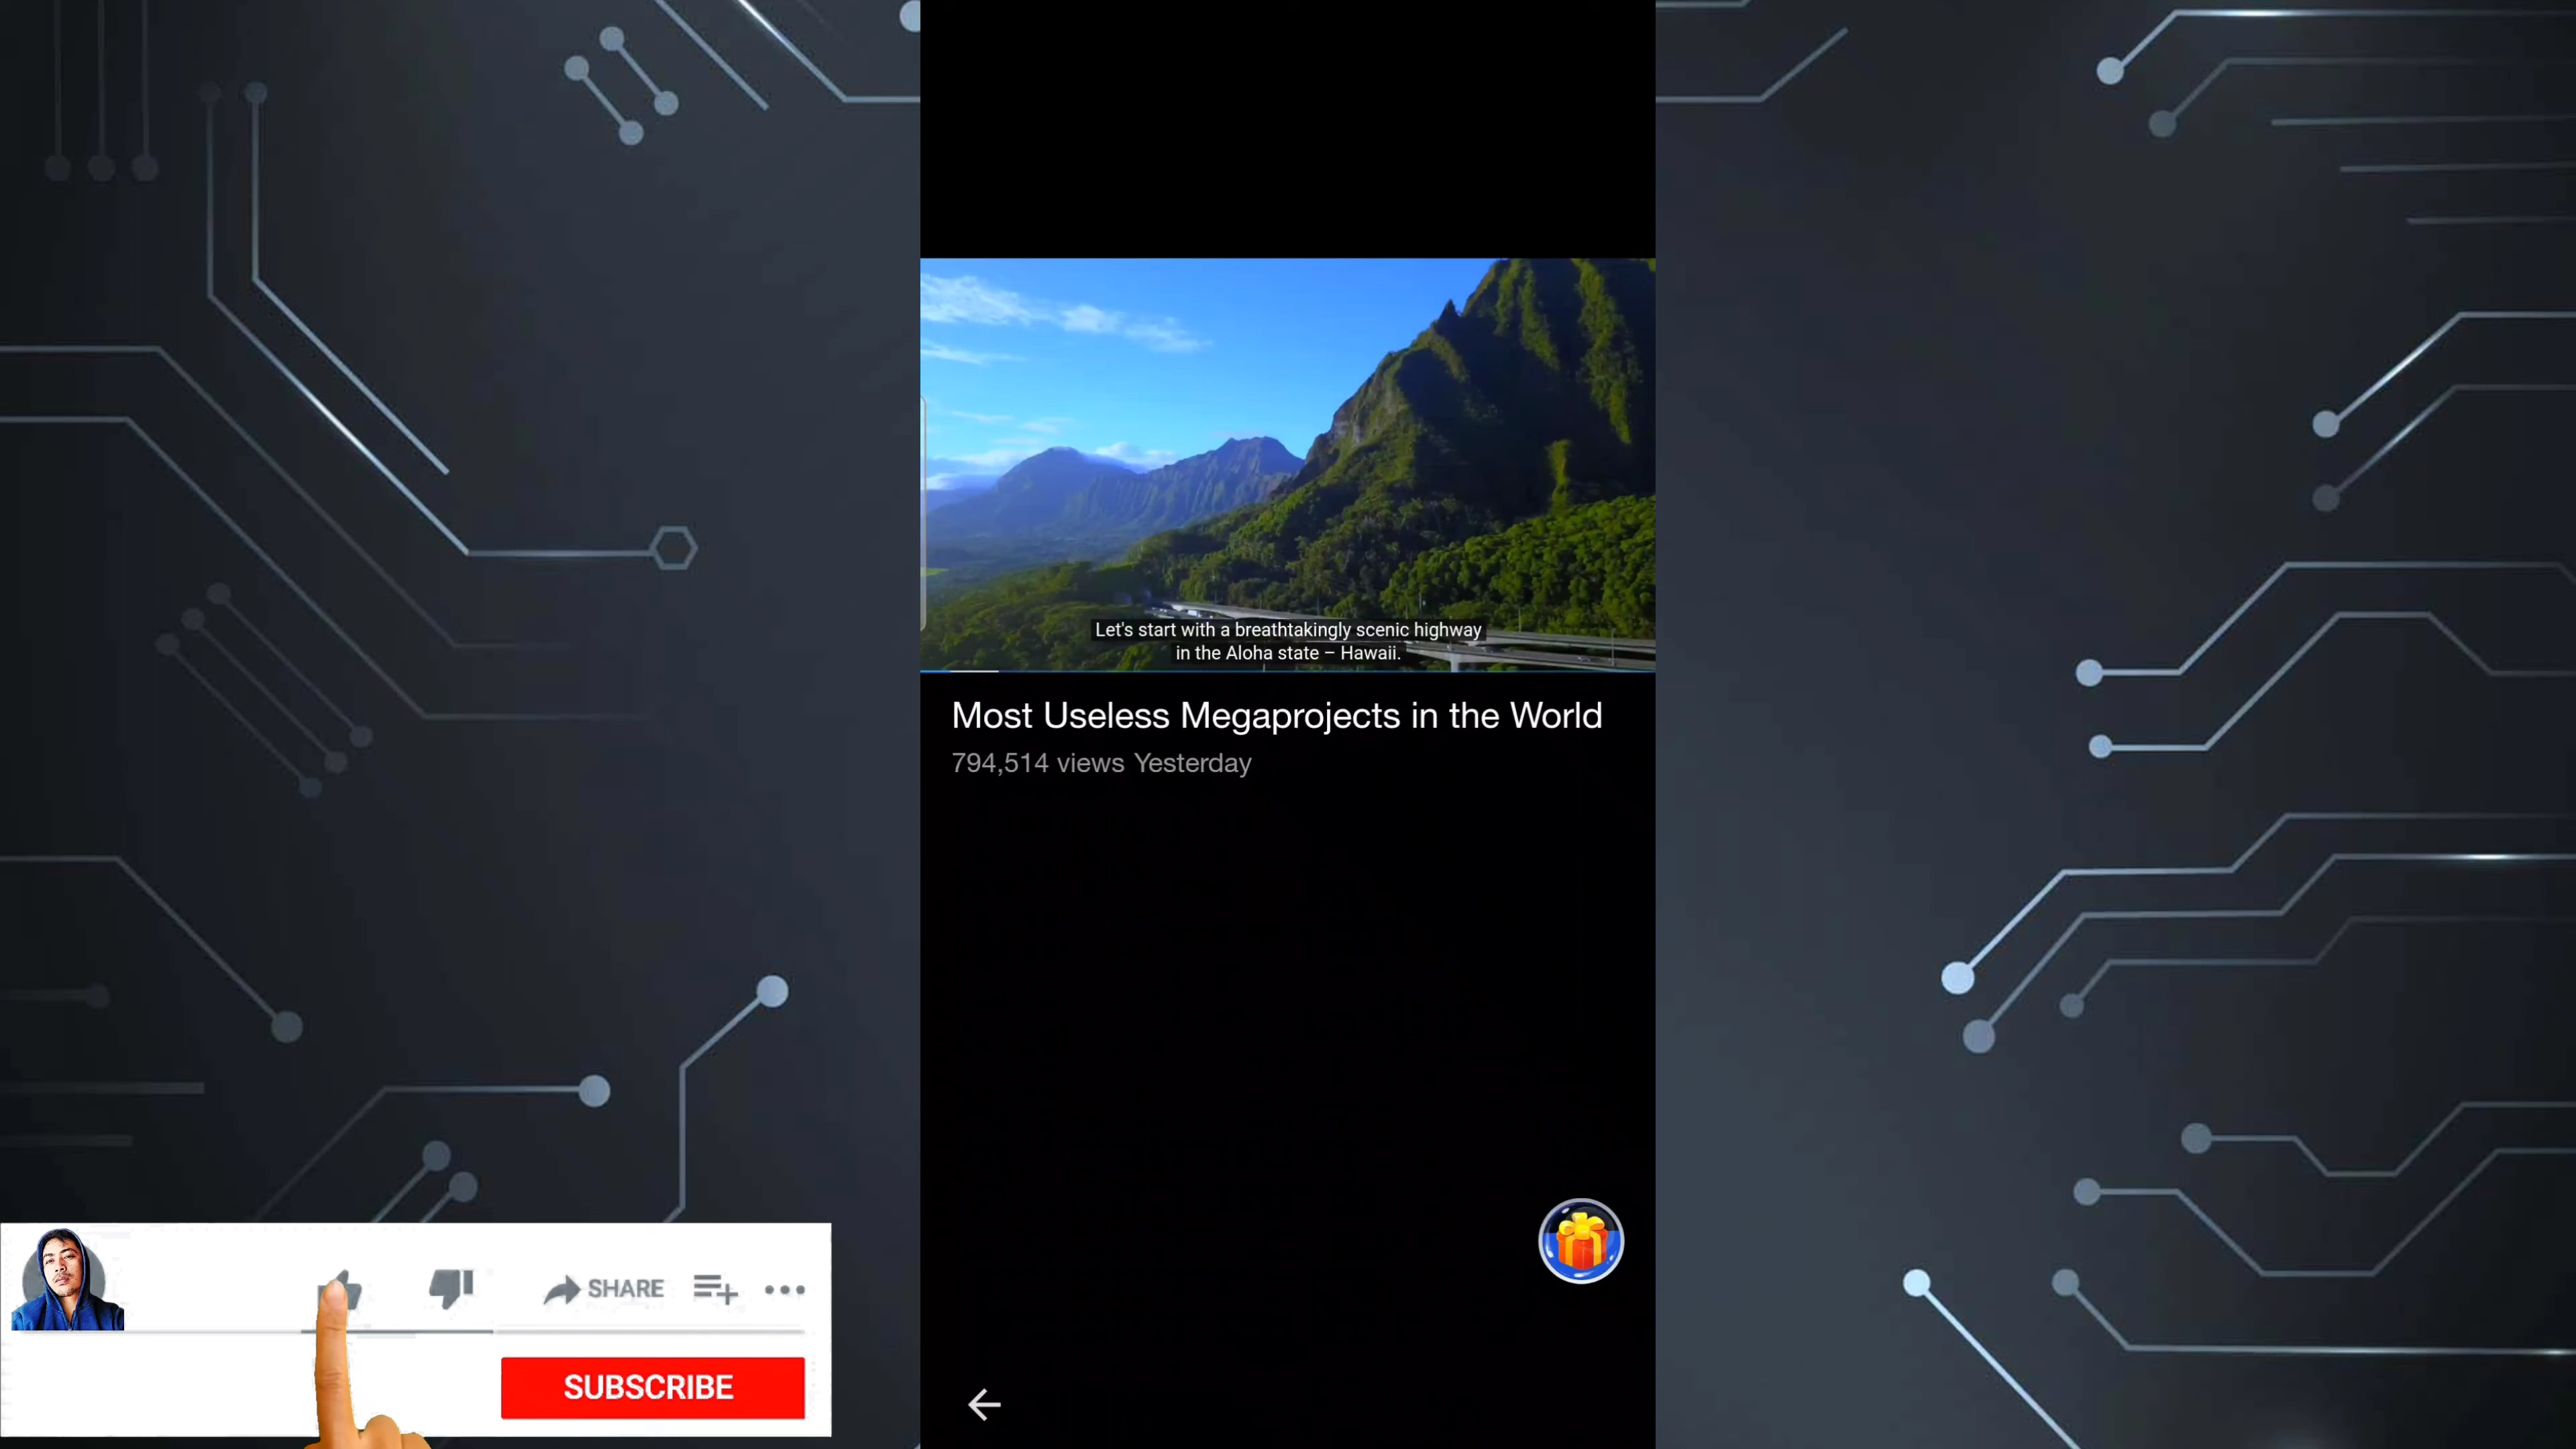 Let's start with a breathtakingly scenic highway
in the Aloha state – Hawaii.
Most Useless Megaprojects in the World
794,514 views Yesterday
SHARE
SUBSCRIBE